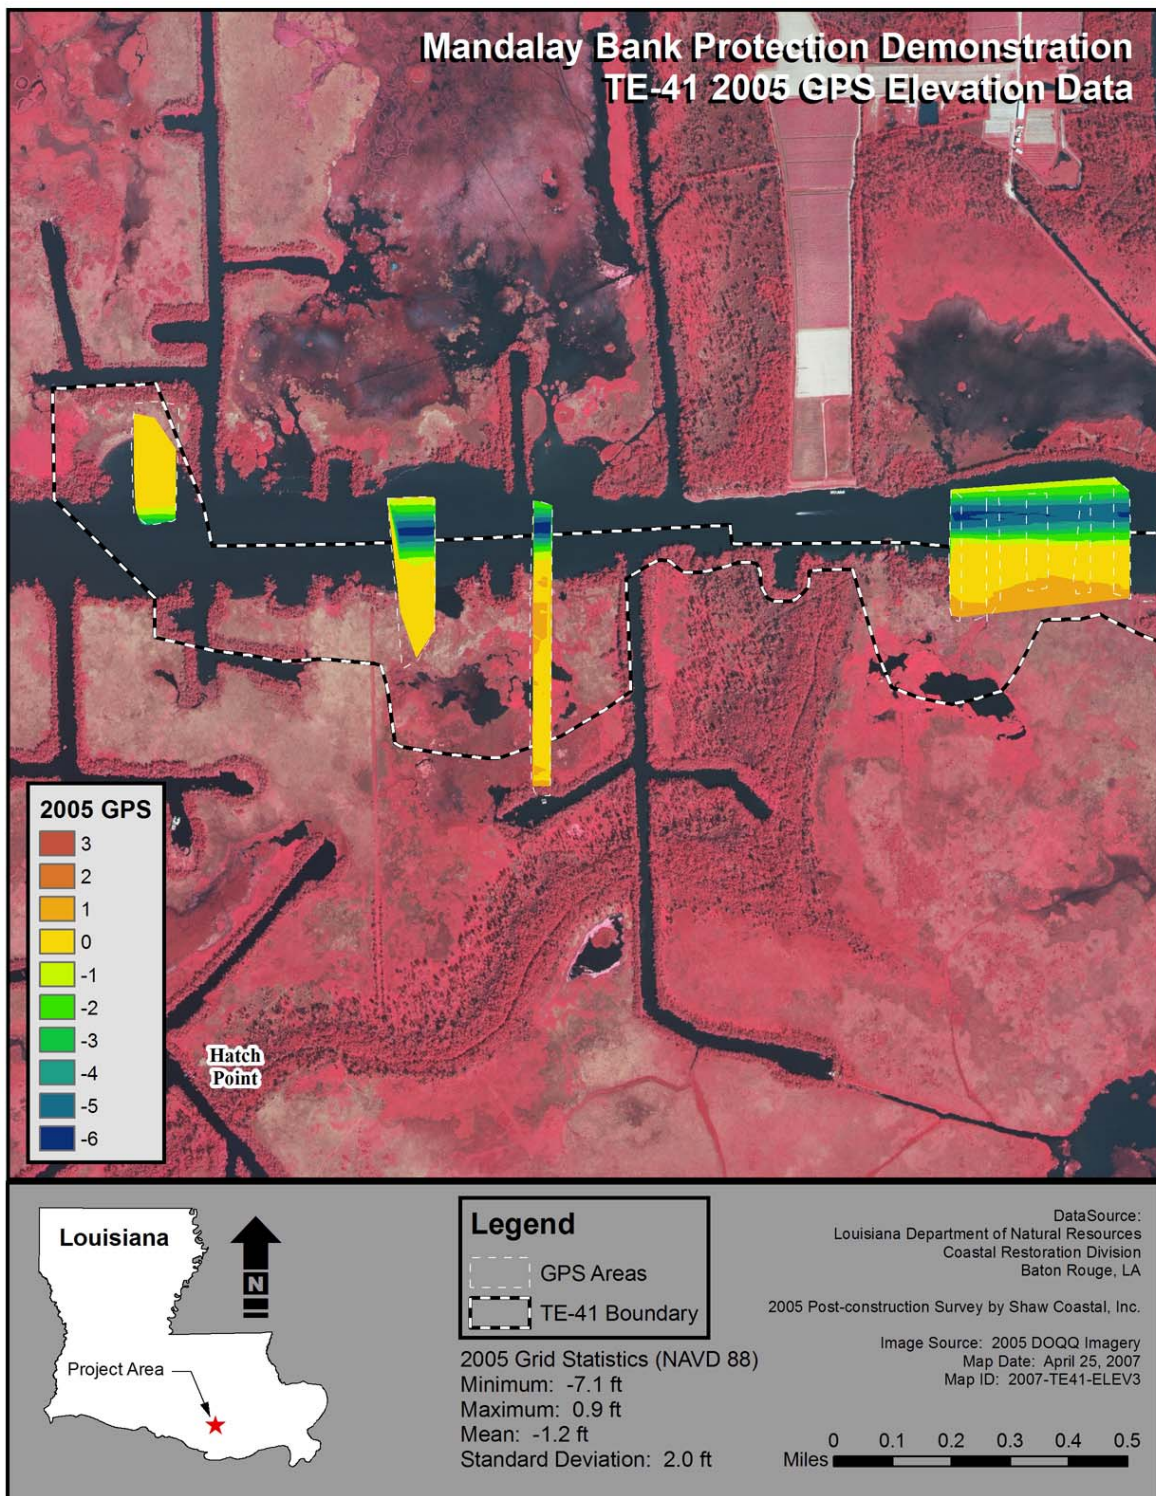 Mandalay Bank Protection Demonstration
TE-41 2005 GPS Elevation Data
2005 GPS
3
2
1
0
-1
-2
-3
-4
-5
-6
Hatch
Point
Louisiana
N
Project Area
Legend
GPS Areas
TE-41 Boundary
2005 Grid Statistics (NAVD 88)
Minimum: -7.1 ft
Maximum: 0.9 ft
Mean: -1.2 ft
Standard Deviation: 2.0 ft
DataSource:
Louisiana Department of Natural Resources
Coastal Restoration Division
Baton Rouge, LA
2005 Post-construction Survey by Shaw Coastal, Inc.
Image Source: 2005 DOQQ Imagery
Map Date: April 25, 2007
Map ID: 2007-TE41-ELEV3
0 0.1 0.2 0.3 0.4 0.5
Miles